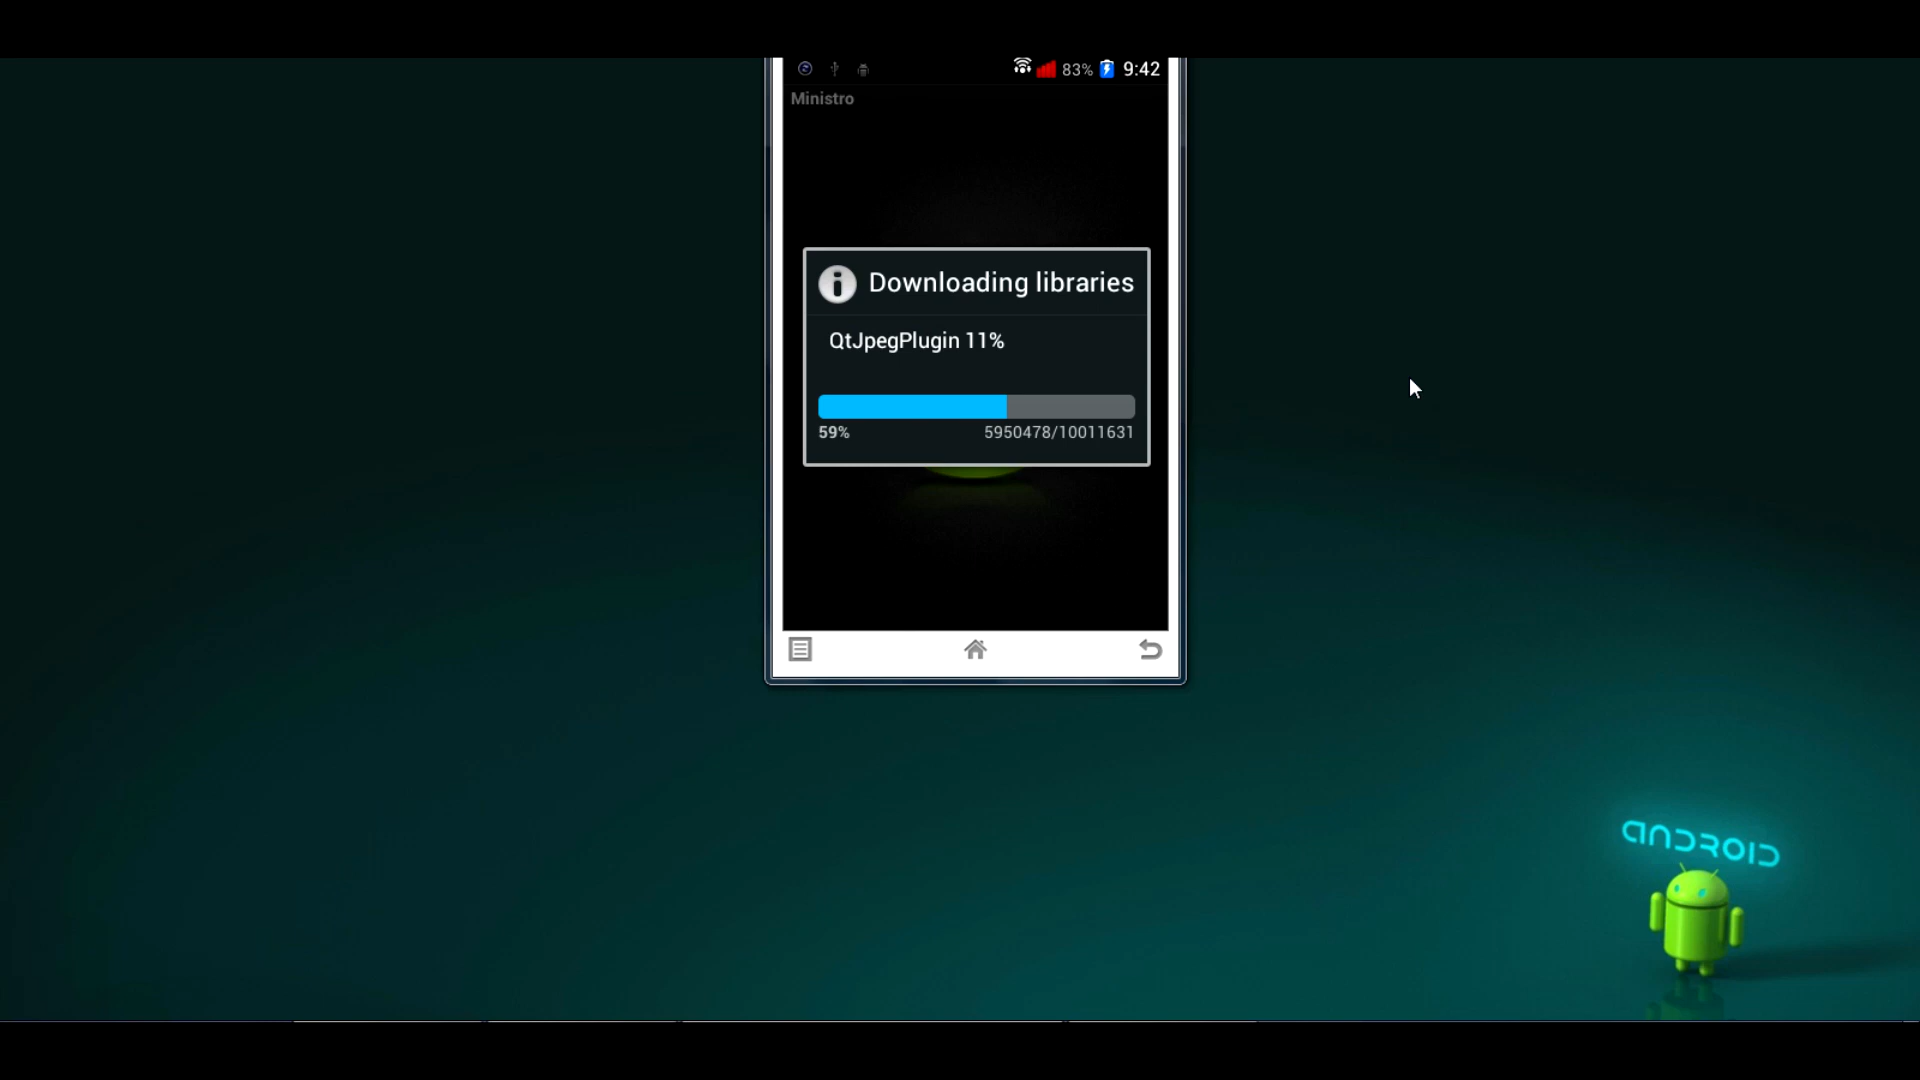 83% 9:42
Ministro
Downloading libraries
QtJpegPlugin 11%
59% 5950478/10011631
ANDROID